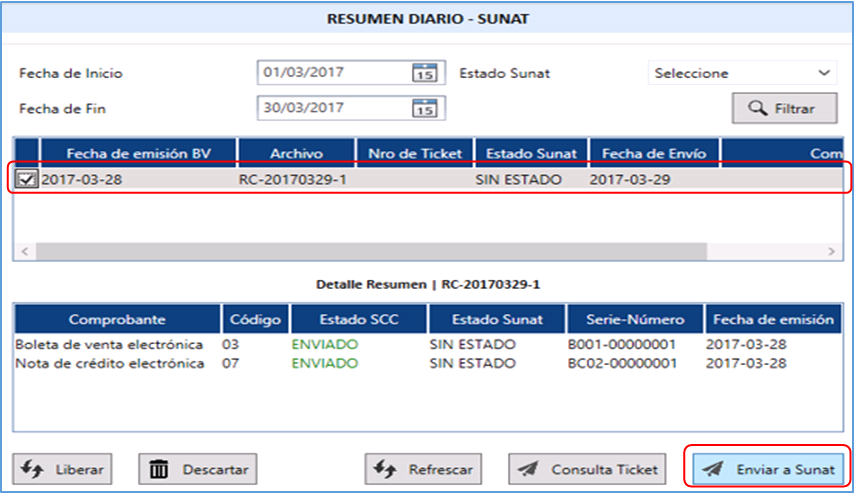 RESUMEN DIARIO - SUNAT
Fecha de Inicio 01/03/2017 15 Estado Sunat Seleccione
Fecha de Fin 30/03/2017 15 Filtrar
Fecha de emisión BV Archivo Nro de Ticket Estado Sunat Fecha de Envío Com
2017-03-28 RC-20170329-1 SIN ESTADO 2017-03-29
Detalle Resumen | RC-20170329-1
Comprobante Código Estado SCC Estado Sunat Serie-Número Fecha de emisión
Boleta de venta electrónica 03 ENVIADO SIN ESTADO B001-00000001 2017-03-28
Nota de crédito electrónica 07 ENVIADO SIN ESTADO BC02-00000001 2017-03-28
Liberar Descartar Refrescar Consulta Ticket Enviar a Sunat